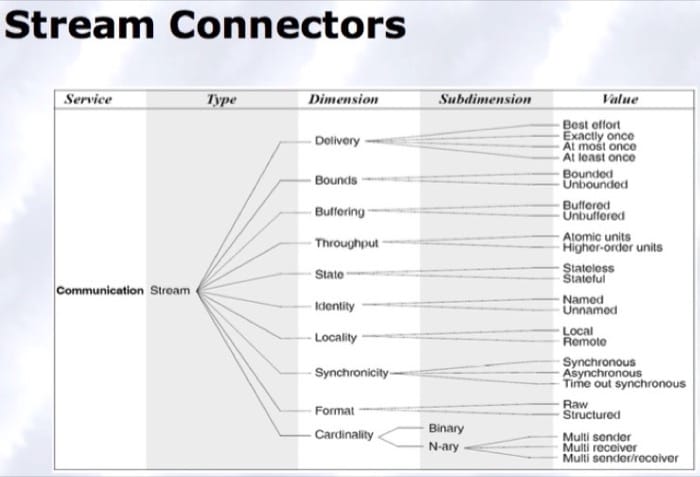 Stream Connectors
Service Type Dimension Subdimension Value
Delivery
Best effort
Exactly once
At most once
At least once
Bounds
Bounded
Unbounded
Buffering
Buffered
Unbuffered
Throughput
Atomic units
Higher-order units
State
Stateless
Stateful
Communication Stream
Identity
Named
Unnamed
Locality
Local
Remote
Synchronicity
Synchronous
Asynchronous
Time out synchronous
Format
Raw
Structured
Cardinality
Binary
N-ary
Multi sender
Multi receiver
Multi sender/receiver